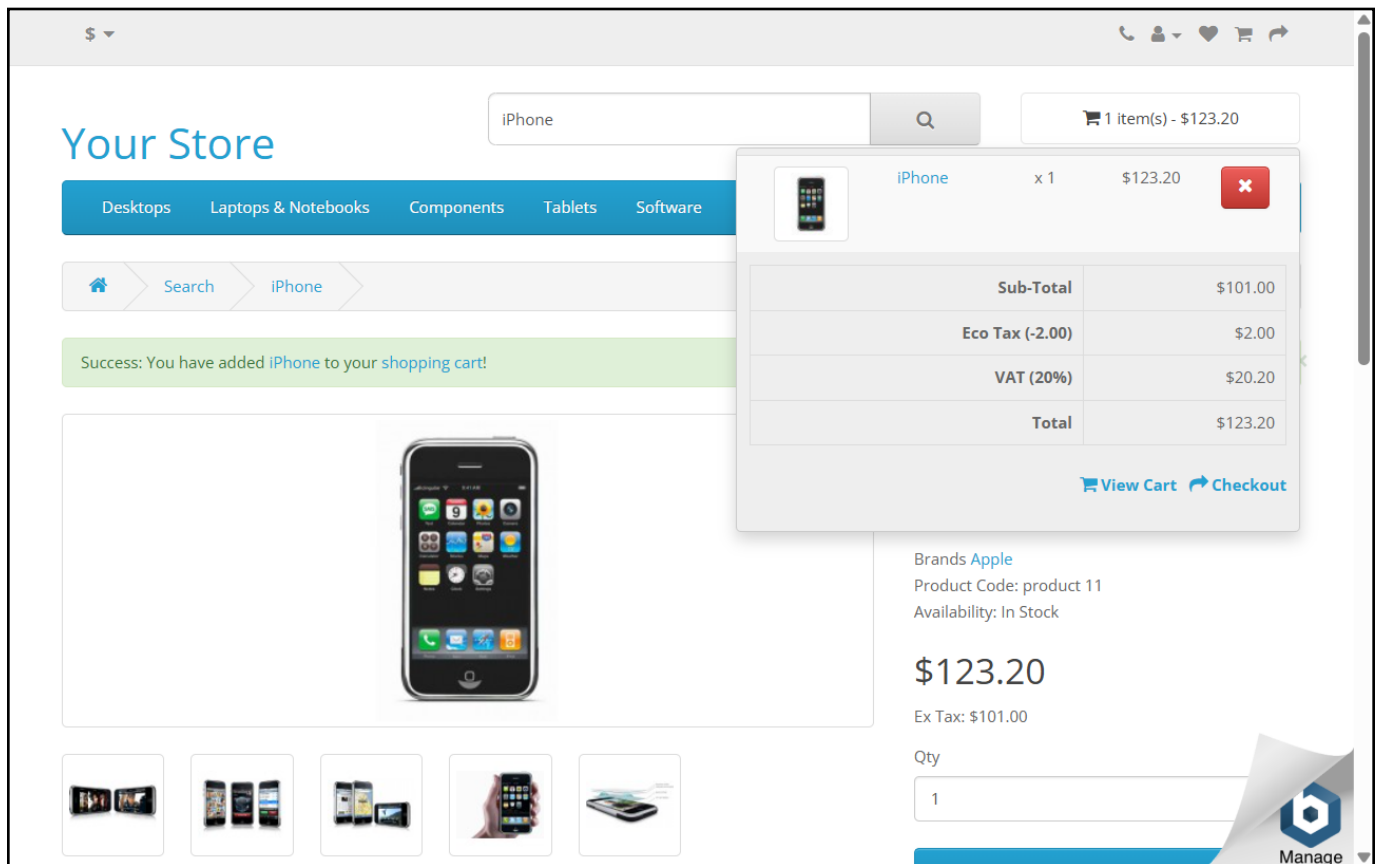 $
iPhone
1 item(s) - $123.20
Your Store
iPhone x 1 $123.20
Desktops Laptops & Notebooks Components Tablets Software
Search iPhone
Sub-Total $101.00
Eco Tax (-2.00) $2.00
Success: You have added iPhone to your shopping cart!
VAT (20%) $20.20
Total $123.20
View Cart Checkout
Brands Apple
Product Code: product 11
Availability: In Stock
$123.20
Ex Tax: $101.00
Qty
1
Manage